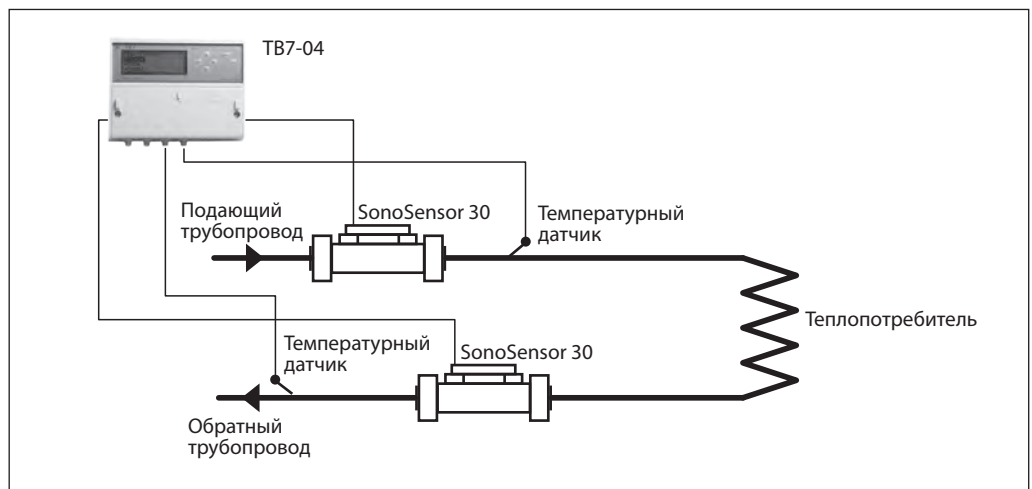 ТВ7-04
Подающий
трубопровод
SonoSensor 30
Температурный
датчик
Теплопотребитель
Температурный
датчик
SonoSensor 30
Обратный
трубопровод